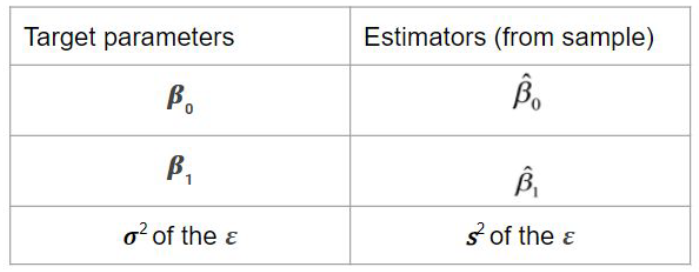 Target parameters Estimators (from sample)
β₀ β̂₀
β₁ β̂₁
σ² of the ε s² of the ε